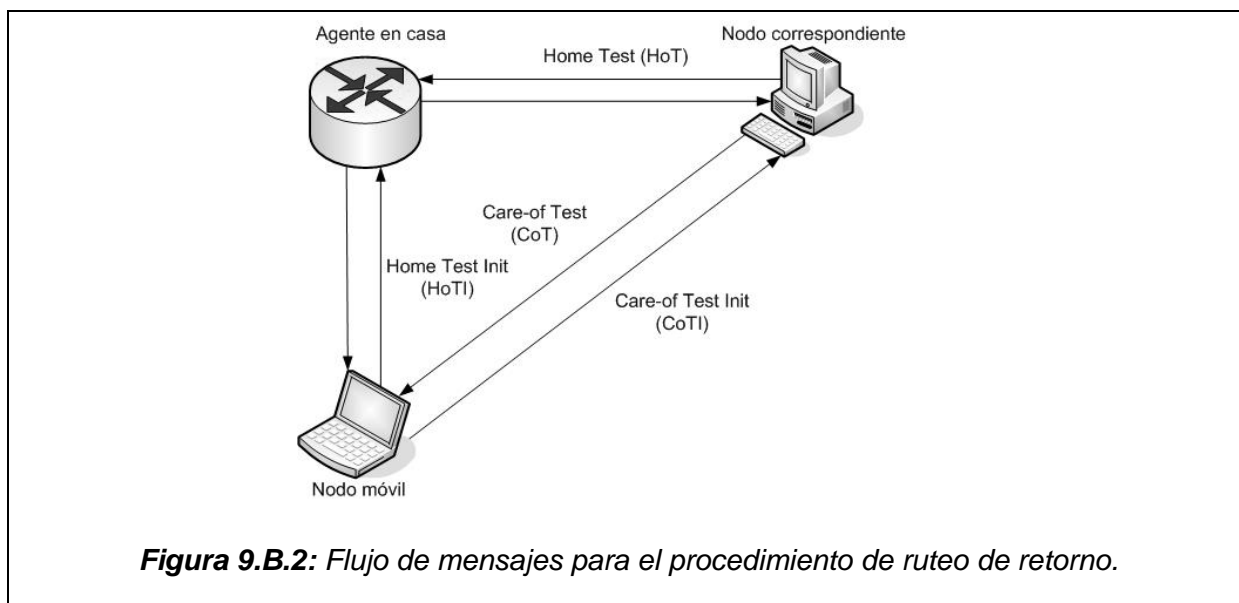 Agente en casa
Nodo correspondiente
Home Test (HoT)
Care-of Test
(CoT)
Home Test Init
(HoTI)
Care-of Test Init
(CoTI)
Nodo móvil
Figura 9.B.2: Flujo de mensajes para el procedimiento de ruteo de retorno.